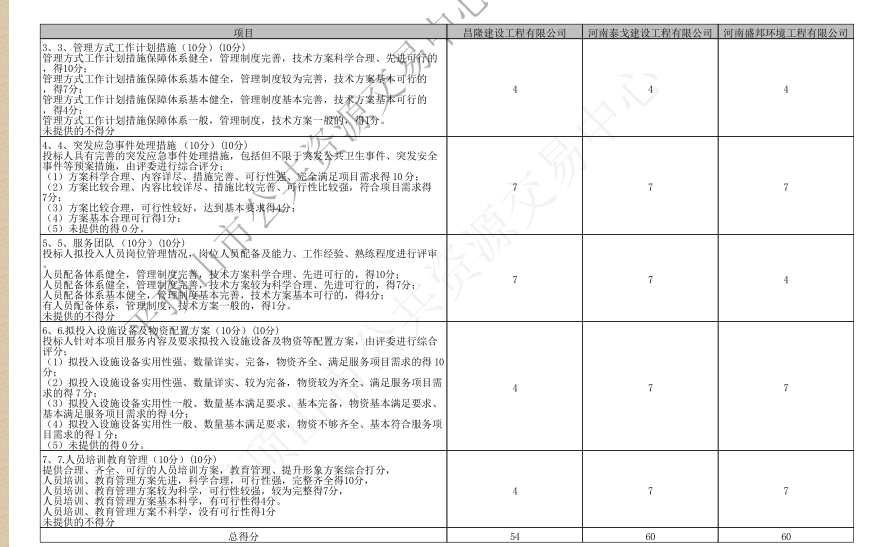 项目 昌隆建设工程有限公司 河南泰戈建设工程有限公司 河南盛邦环境工程有限公司
3、3、管理方式工作计划措施（10分）(10分)
管理方式工作计划措施保障体系健全，管理制度完善，技术方案科学合理、先进可行的
，得10分；
管理方式工作计划措施保障体系基本健全，管理制度较为完善，技术方案基本可行的
，得7分；
管理方式工作计划措施保障体系基本健全，管理制度基本完善，技术方案基本可行的
，得4分；
管理方式工作计划措施保障体系一般，管理制度，技术方案一般的，得1分。
未提供的不得分
4 4 4
4、4、突发应急事件处理措施 （10分）(10分)
投标人具有完善的突发应急事件处理措施，包括但不限于突发公共卫生事件、突发安全
事件等预案措施，由评委进行综合评分；
（1）方案科学合理、内容详尽、措施完善、可行性强、完全满足项目需求得 10 分；
（2）方案比较合理、内容比较详尽、措施比较完善、可行性比较强，符合项目需求得
7分；
（3）方案比较合理，可行性较好，达到基本要求得4分；
（4）方案基本合理可行得1分；
（5）未提供的得 0 分。
7 7 7
5、5、服务团队 （10分）(10分)
投标人拟投入人员岗位管理情况，岗位人员配备及能力、工作经验、熟练程度进行评审
。
人员配备体系健全，管理制度完善，技术方案科学合理、先进可行的，得10分；
人员配备体系健全，管理制度完善，技术方案较为科学合理、先进可行的，得7分；
人员配备体系基本健全，管理制度基本完善，技术方案基本可行的，得4分；
有人员配备体系，管理制度、技术方案一般的，得1分。
未提供的不得分
7 7 4
6、6.拟投入设施设备及物资配置方案（10分）(10分)
投标人针对本项目服务内容及要求拟投入设施设备及物资等配置方案，由评委进行综合
评分；
（1）拟投入设施设备实用性强、数量详实、完备，物资齐全、满足服务项目需求的得 10
分；
（2）拟投入设施设备实用性强、数量详实、较为完备，物资较为齐全、满足服务项目需
求的得 7 分；
（3）拟投入设施设备实用性一般、数量基本满足要求、基本完备，物资基本满足要求、
基本满足服务项目需求的得 4分；
（4）拟投入设施设备实用性一般、数量基本满足要求，物资不够齐全、基本符合服务项
目需求的得 1 分；
（5）未提供的得 0 分。
4 7 7
7、7.人员培训教育管理（10分）(10分)
提供合理、齐全、可行的人员培训方案，教育管理、提升形象方案综合打分，
人员培训、教育管理方案先进，科学合理，可行性强，完整齐全得10分，
人员培训、教育管理方案较为科学，可行性较强，较为完整得7分，
人员培训、教育管理方案基本科学，有可行性得4分。
人员培训、教育管理方案不科学，没有可行性得1分
未提供的不得分
4 7 7
总得分 54 60 60
平顶山市公共资源交易中心
顶山市公共资源交易中心